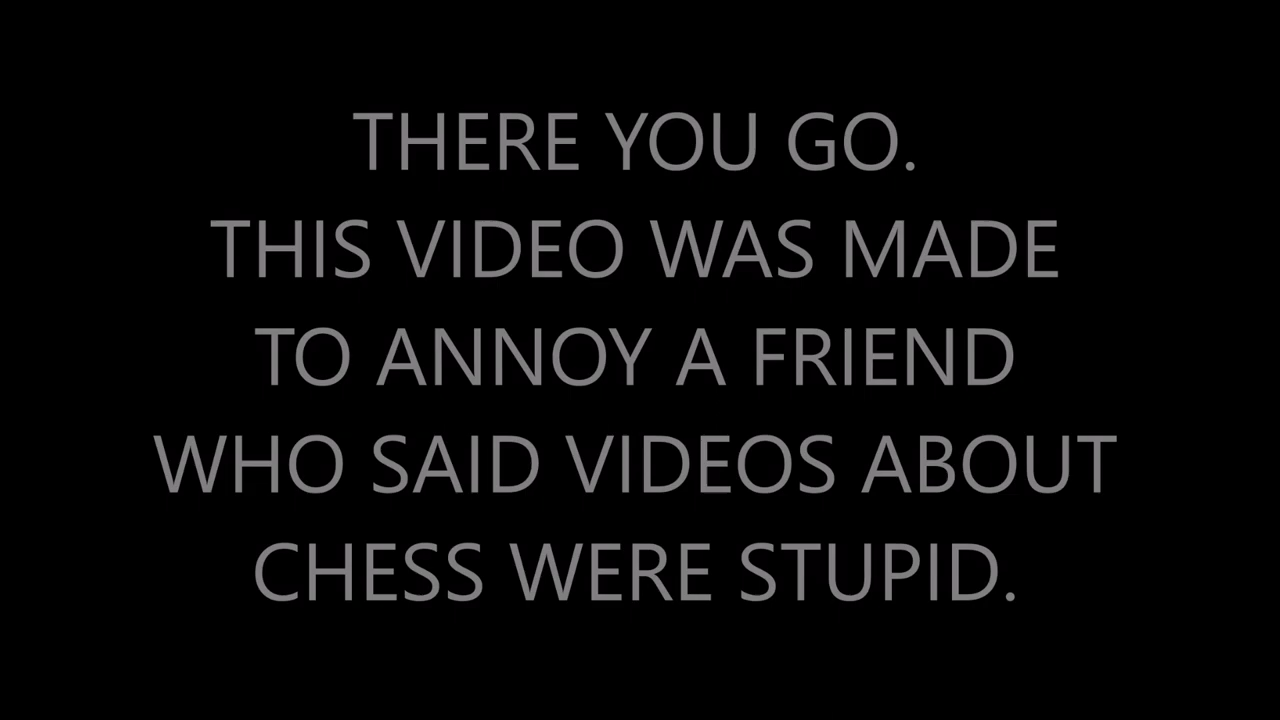 THERE YOU GO.
THIS VIDEO WAS MADE
TO ANNOY A FRIEND
WHO SAID VIDEOS ABOUT
CHESS WERE STUPID.